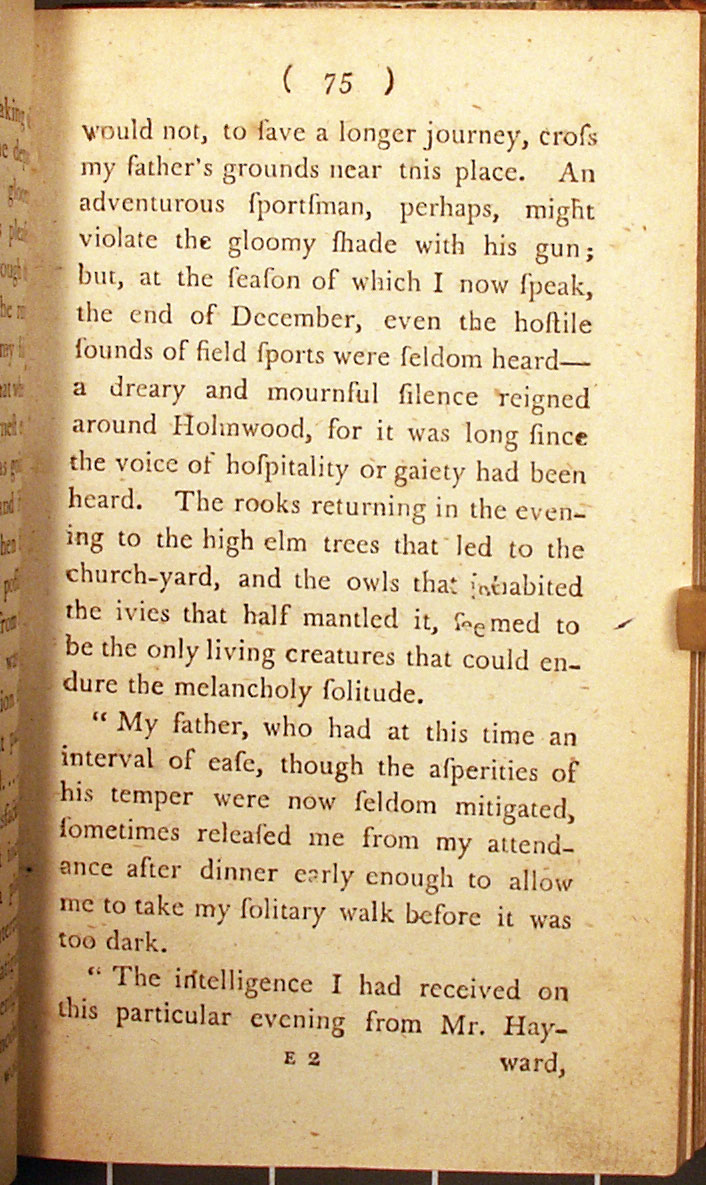 ( 75 )
would not, to ſave a longer journey, croſs
my father's grounds near this place. An
adventurous ſportſman, perhaps, might
violate the gloomy ſhade with his gun;
but, at the ſeaſon of which I now ſpeak,
the end of December, even the hoſtile
ſounds of field ſports were ſeldom heard—
a dreary and mournful ſilence reigned
around Holmwood, for it was long ſince
the voice of hoſpitality or gaiety had been
heard. The rooks returning in the even-
ing to the high elm trees that led to the
church-yard, and the owls that inhabited
the ivies that half mantled it, ſeemed to
be the only living creatures that could en-
dure the melancholy ſolitude.
“ My father, who had at this time an
interval of eaſe, though the aſperities of
his temper were now ſeldom mitigated,
ſometimes releaſed me from my attend-
ance after dinner early enough to allow
me to take my ſolitary walk before it was
too dark.
“ The intelligence I had received on
this particular evening from Mr. Hay-
E 2 ward,